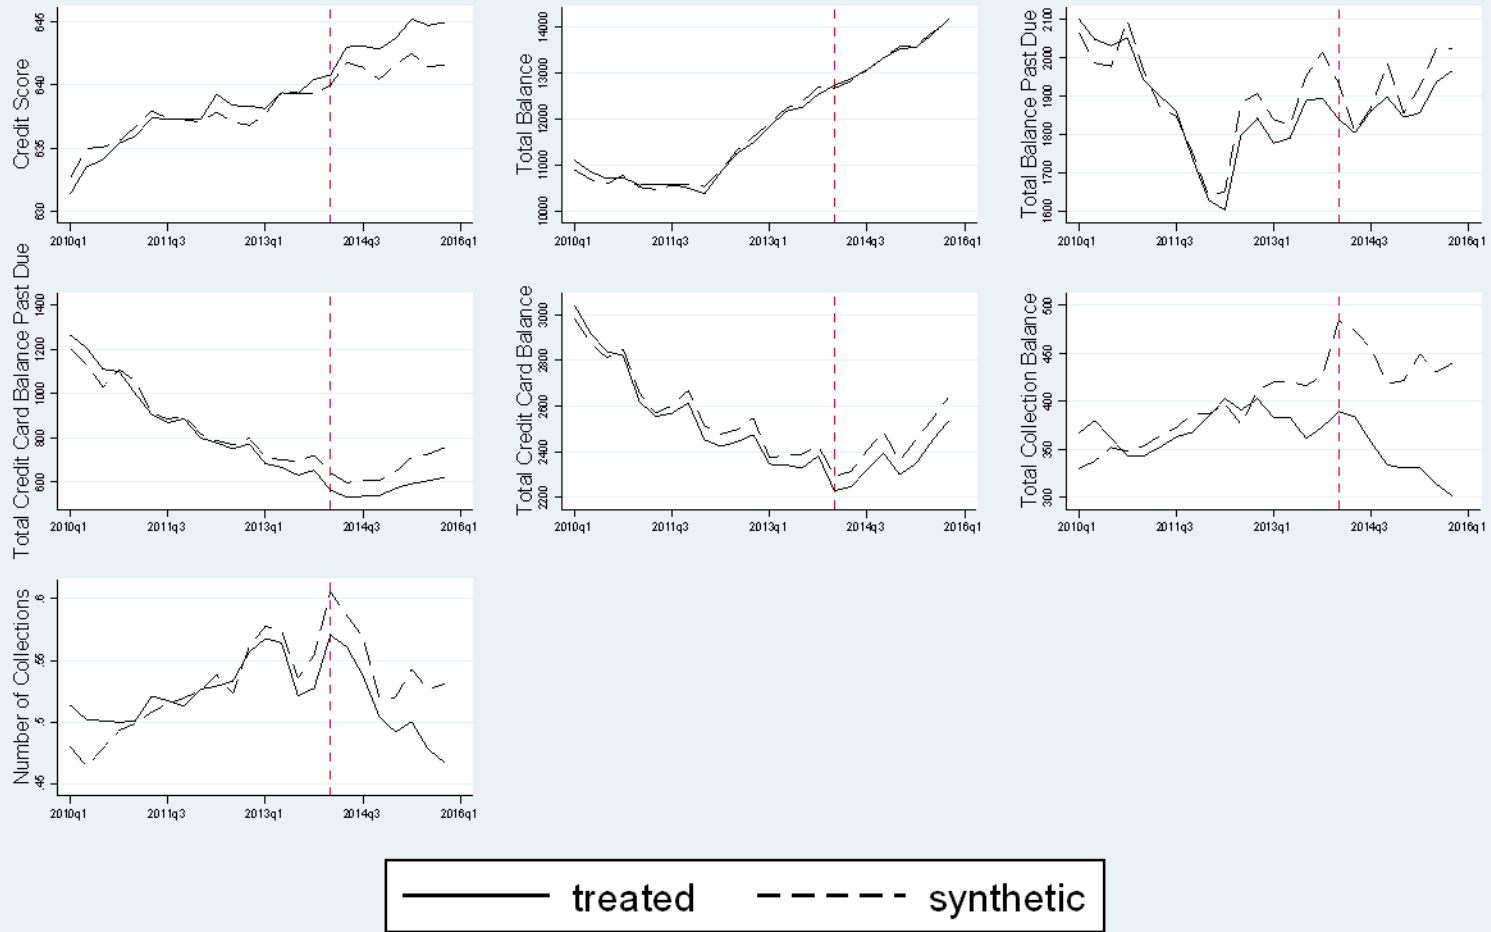 Credit Score
645
640
635
630
2010q1 2011q3 2013q1 2014q3 2016q1
Total Balance
14000
13000
12000
11000
10000
2010q1 2011q3 2013q1 2014q3 2016q1
Total Balance Past Due
2100
2000
1900
1800
1700
1600
2010q1 2011q3 2013q1 2014q3 2016q1
Total Credit Card Balance Past Due
1400
1200
1000
800
600
2010q1 2011q3 2013q1 2014q3 2016q1
Total Credit Card Balance
3000
2800
2600
2400
2200
2010q1 2011q3 2013q1 2014q3 2016q1
Total Collection Balance
500
450
400
350
300
2010q1 2011q3 2013q1 2014q3 2016q1
Number of Collections
.6
.55
.5
.45
2010q1 2011q3 2013q1 2014q3 2016q1
treated synthetic